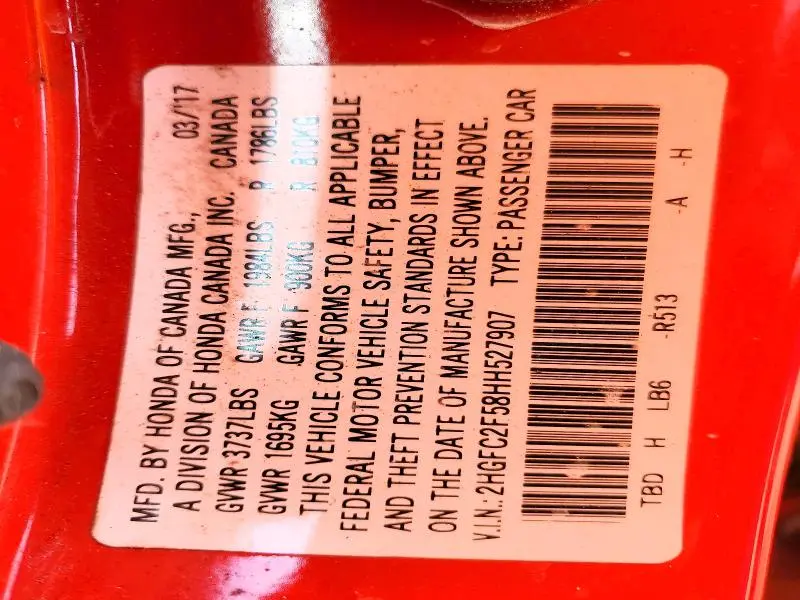 MFD. BY HONDA OF CANADA MFG., 03/'17
A DIVISION OF HONDA CANADA INC. CANADA
GVWR 3737LBS GAWR F 1984LBS R 1786LBS
GVWR 1695KG GAWR F 900KG R 810KG
THIS VEHICLE CONFORMS TO ALL APPLICABLE
FEDERAL MOTOR VEHICLE SAFETY, BUMPER,
AND THEFT PREVENTION STANDARDS IN EFFECT
ON THE DATE OF MANUFACTURE SHOWN ABOVE.
V.I.N.: 2HGFC2F58HH527907 TYPE: PASSENGER CAR
TBD H LB6 -R513 -A -H